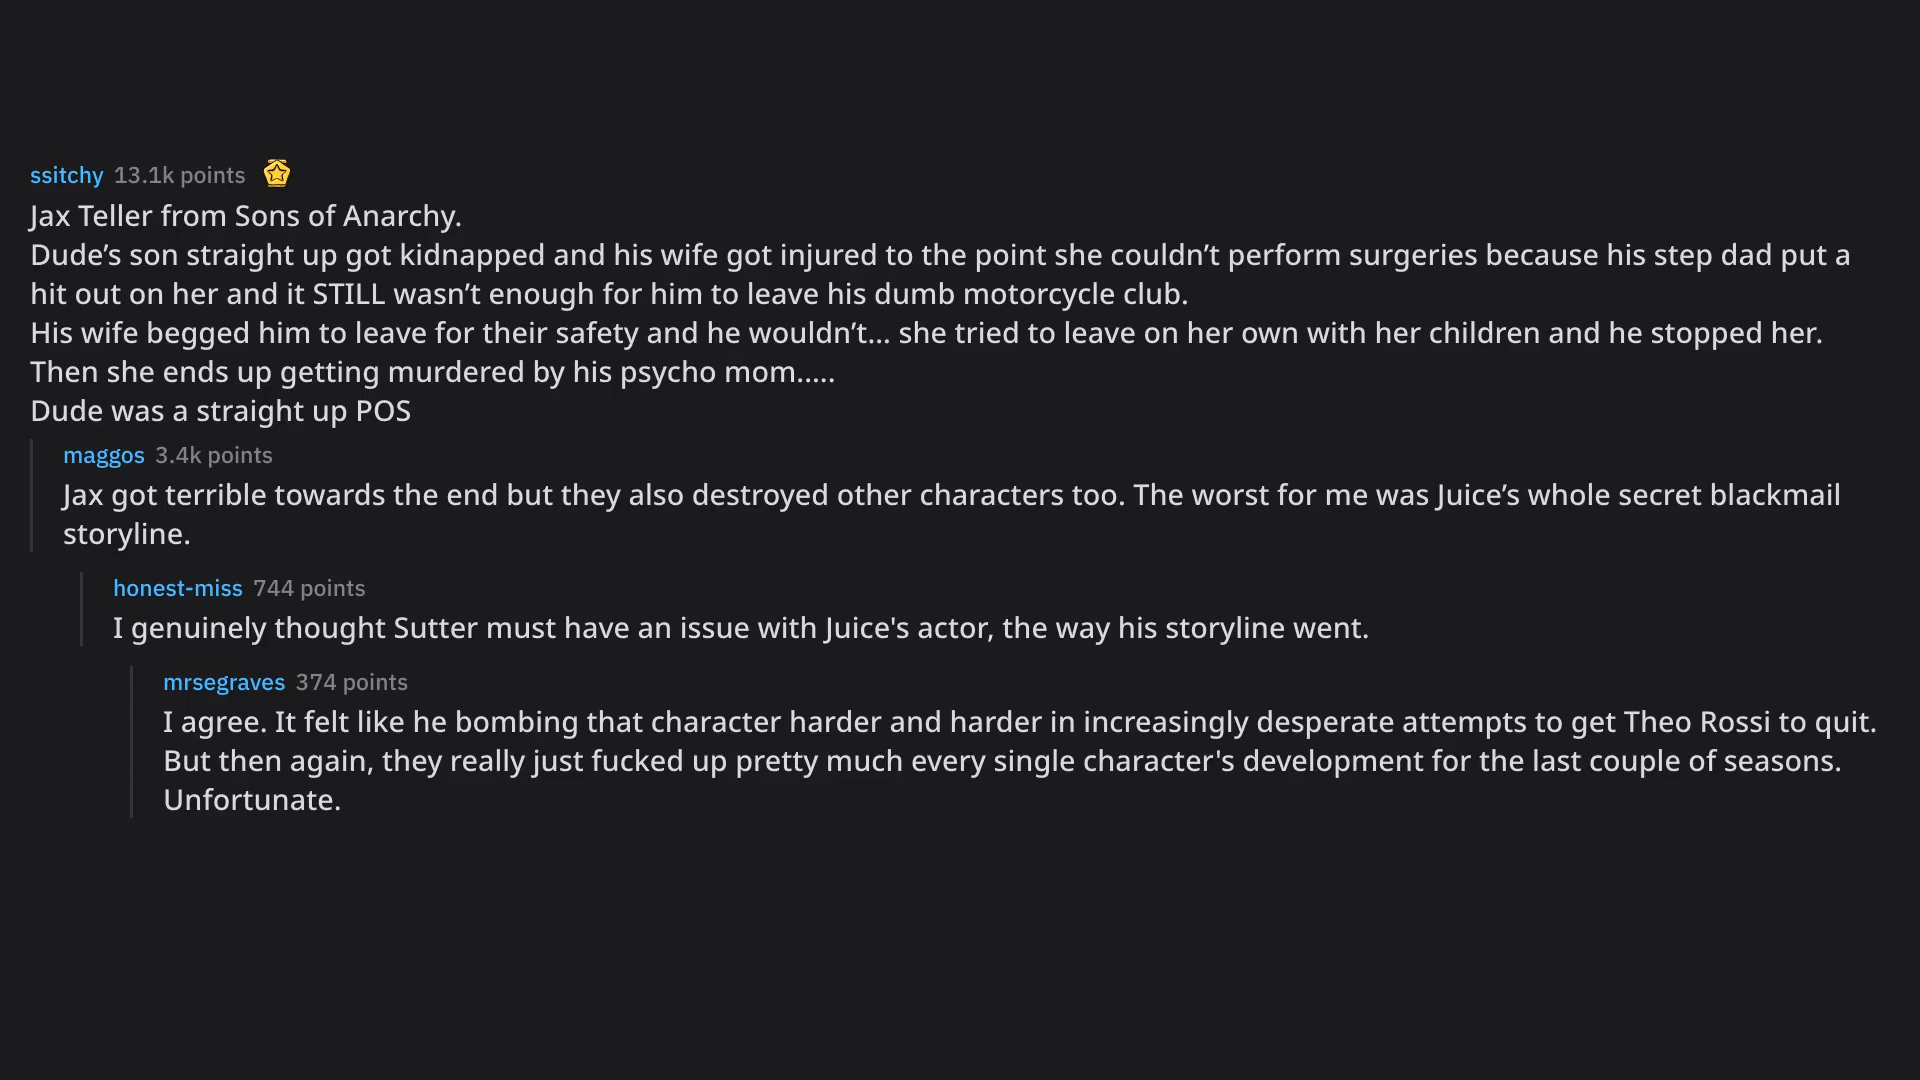 ssitchy 13.1k points
Jax Teller from Sons of Anarchy.
Dude’s son straight up got kidnapped and his wife got injured to the point she couldn’t perform surgeries because his step dad put a
hit out on her and it STILL wasn’t enough for him to leave his dumb motorcycle club.
His wife begged him to leave for their safety and he wouldn’t... she tried to leave on her own with her children and he stopped her.
Then she ends up getting murdered by his psycho mom.....
Dude was a straight up POS
maggos 3.4k points
Jax got terrible towards the end but they also destroyed other characters too. The worst for me was Juice’s whole secret blackmail
storyline.
honest-miss 744 points
I genuinely thought Sutter must have an issue with Juice's actor, the way his storyline went.
mrsegraves 374 points
I agree. It felt like he bombing that character harder and harder in increasingly desperate attempts to get Theo Rossi to quit.
But then again, they really just fucked up pretty much every single character's development for the last couple of seasons.
Unfortunate.